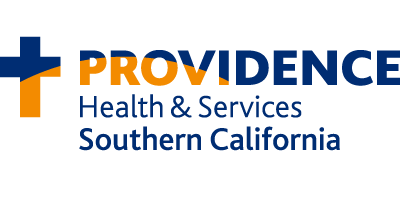 PROVIDENCE
Health & Services
Southern California